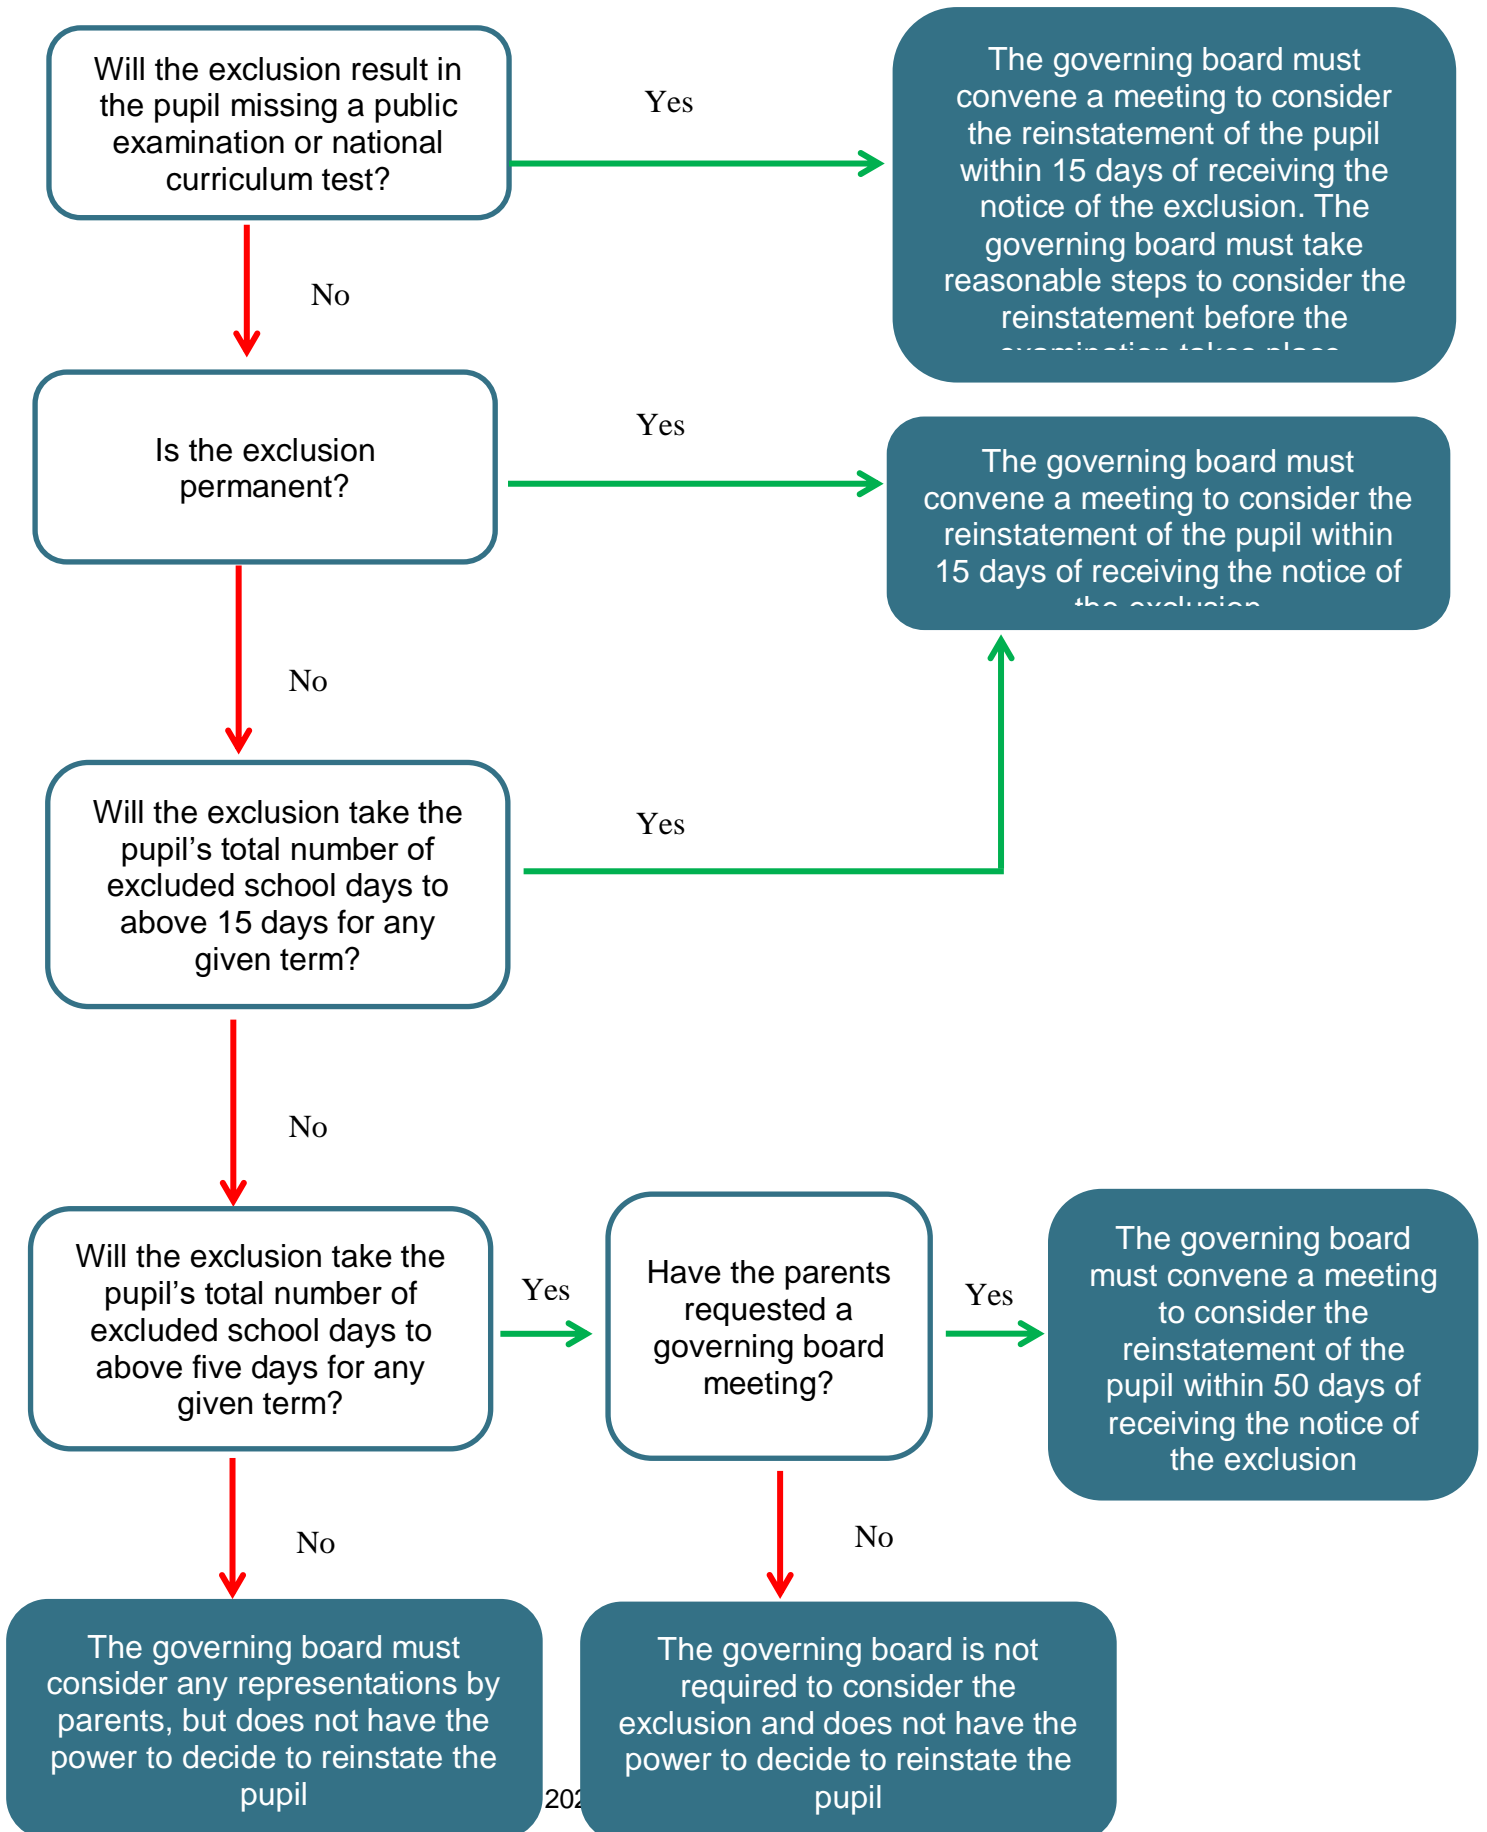 Will the exclusion result in
the pupil missing a public
examination or national
curriculum test?
Yes
The governing board must
convene a meeting to consider
the reinstatement of the pupil
within 15 days of receiving the
notice of the exclusion. The
governing board must take
reasonable steps to consider the
reinstatement before the
examination takes place
No
Is the exclusion
permanent?
Yes
The governing board must
convene a meeting to consider the
reinstatement of the pupil within
15 days of receiving the notice of
the exclusion
No
Will the exclusion take the
pupil’s total number of
excluded school days to
above 15 days for any
given term?
Yes
No
Will the exclusion take the
pupil’s total number of
excluded school days to
above five days for any
given term?
Yes
Have the parents
requested a
governing board
meeting?
Yes
The governing board
must convene a meeting
to consider the
reinstatement of the
pupil within 50 days of
receiving the notice of
the exclusion
No
No
The governing board must
consider any representations by
parents, but does not have the
power to decide to reinstate the
pupil
The governing board is not
required to consider the
exclusion and does not have the
power to decide to reinstate the
pupil